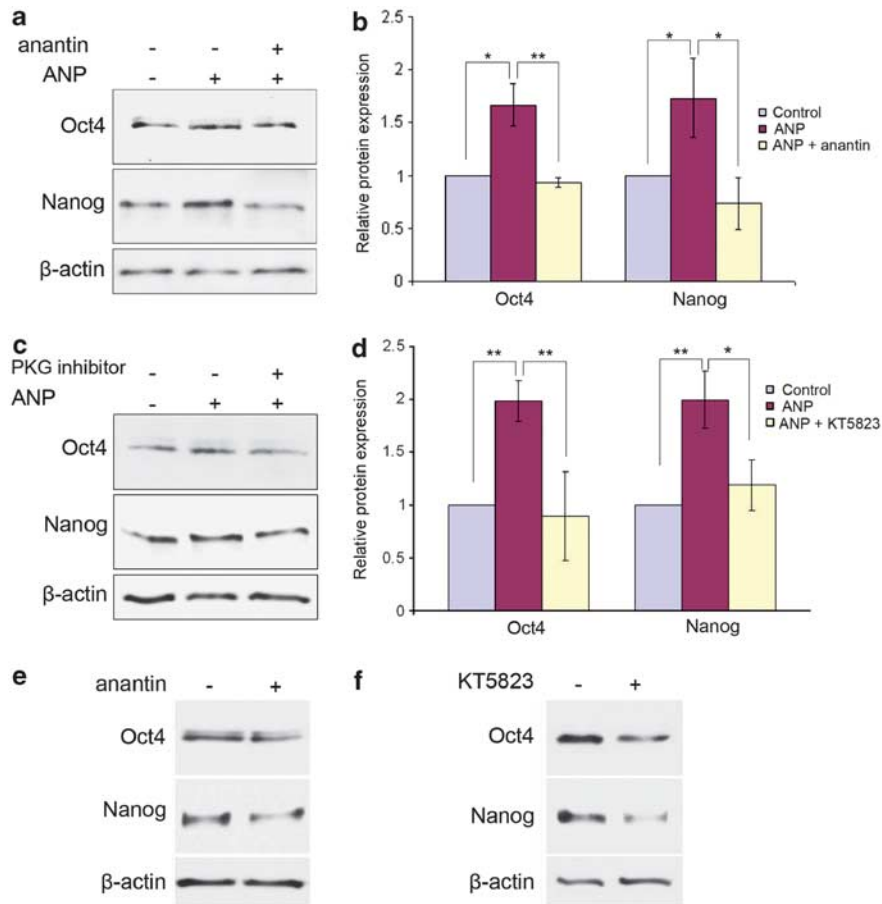 a
anantin - - +
ANP - + +
Oct4
Nanog
β-actin
b
Relative protein expression
2.5
2
1.5
1
0.5
0
* **
* *
Oct4 Nanog
Control
ANP
ANP + anantin
c
PKG inhibitor - - +
ANP - + +
Oct4
Nanog
β-actin
d
Relative protein expression
2.5
2
1.5
1
0.5
0
** **
** *
Oct4 Nanog
Control
ANP
ANP + KT5823
e
anantin - +
Oct4
Nanog
β-actin
f
KT5823 - +
Oct4
Nanog
β-actin